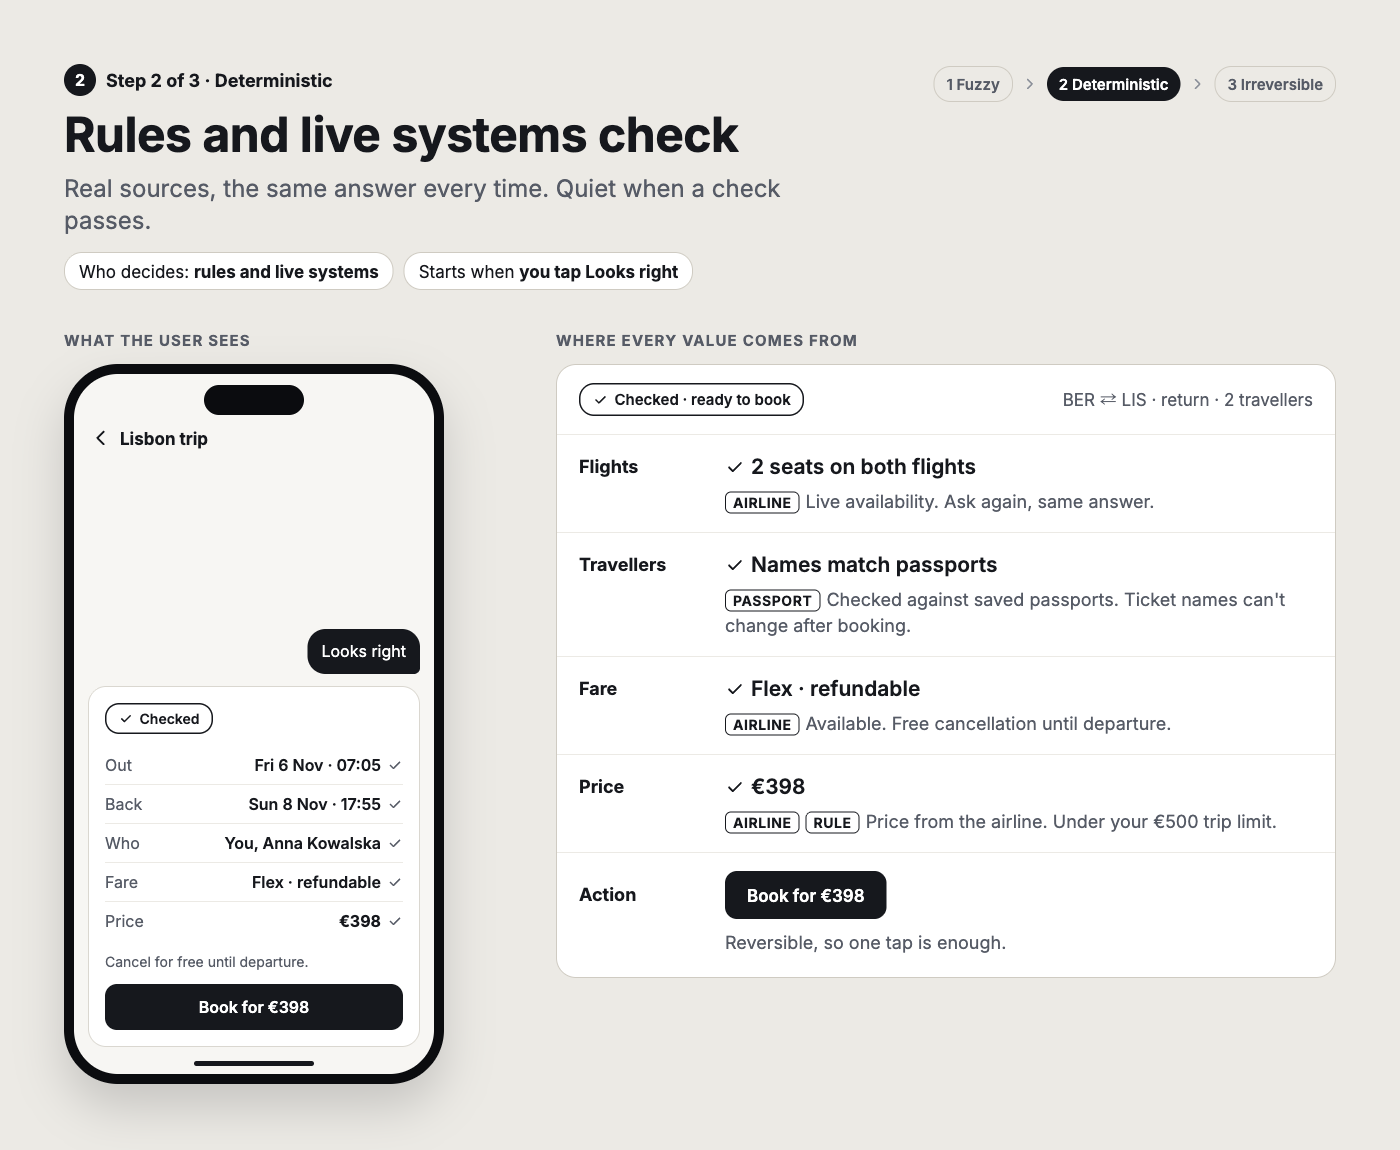 2 Step 2 of 3 · Deterministic
1 Fuzzy > 2 Deterministic > 3 Irreversible
Rules and live systems check
Real sources, the same answer every time. Quiet when a check
passes.
Who decides: rules and live systems
Starts when you tap Looks right
WHAT THE USER SEES
Lisbon trip
Looks right
✓ Checked
Out Fri 6 Nov · 07:05 ✓
Back Sun 8 Nov · 17:55 ✓
Who You, Anna Kowalska ✓
Fare Flex · refundable ✓
Price €398 ✓
Cancel for free until departure.
Book for €398
WHERE EVERY VALUE COMES FROM
✓ Checked · ready to book
BER ⇄ LIS · return · 2 travellers
Flights ✓ 2 seats on both flights
AIRLINE Live availability. Ask again, same answer.
Travellers ✓ Names match passports
PASSPORT Checked against saved passports. Ticket names can't
change after booking.
Fare ✓ Flex · refundable
AIRLINE Available. Free cancellation until departure.
Price ✓ €398
AIRLINE RULE Price from the airline. Under your €500 trip limit.
Action Book for €398
Reversible, so one tap is enough.